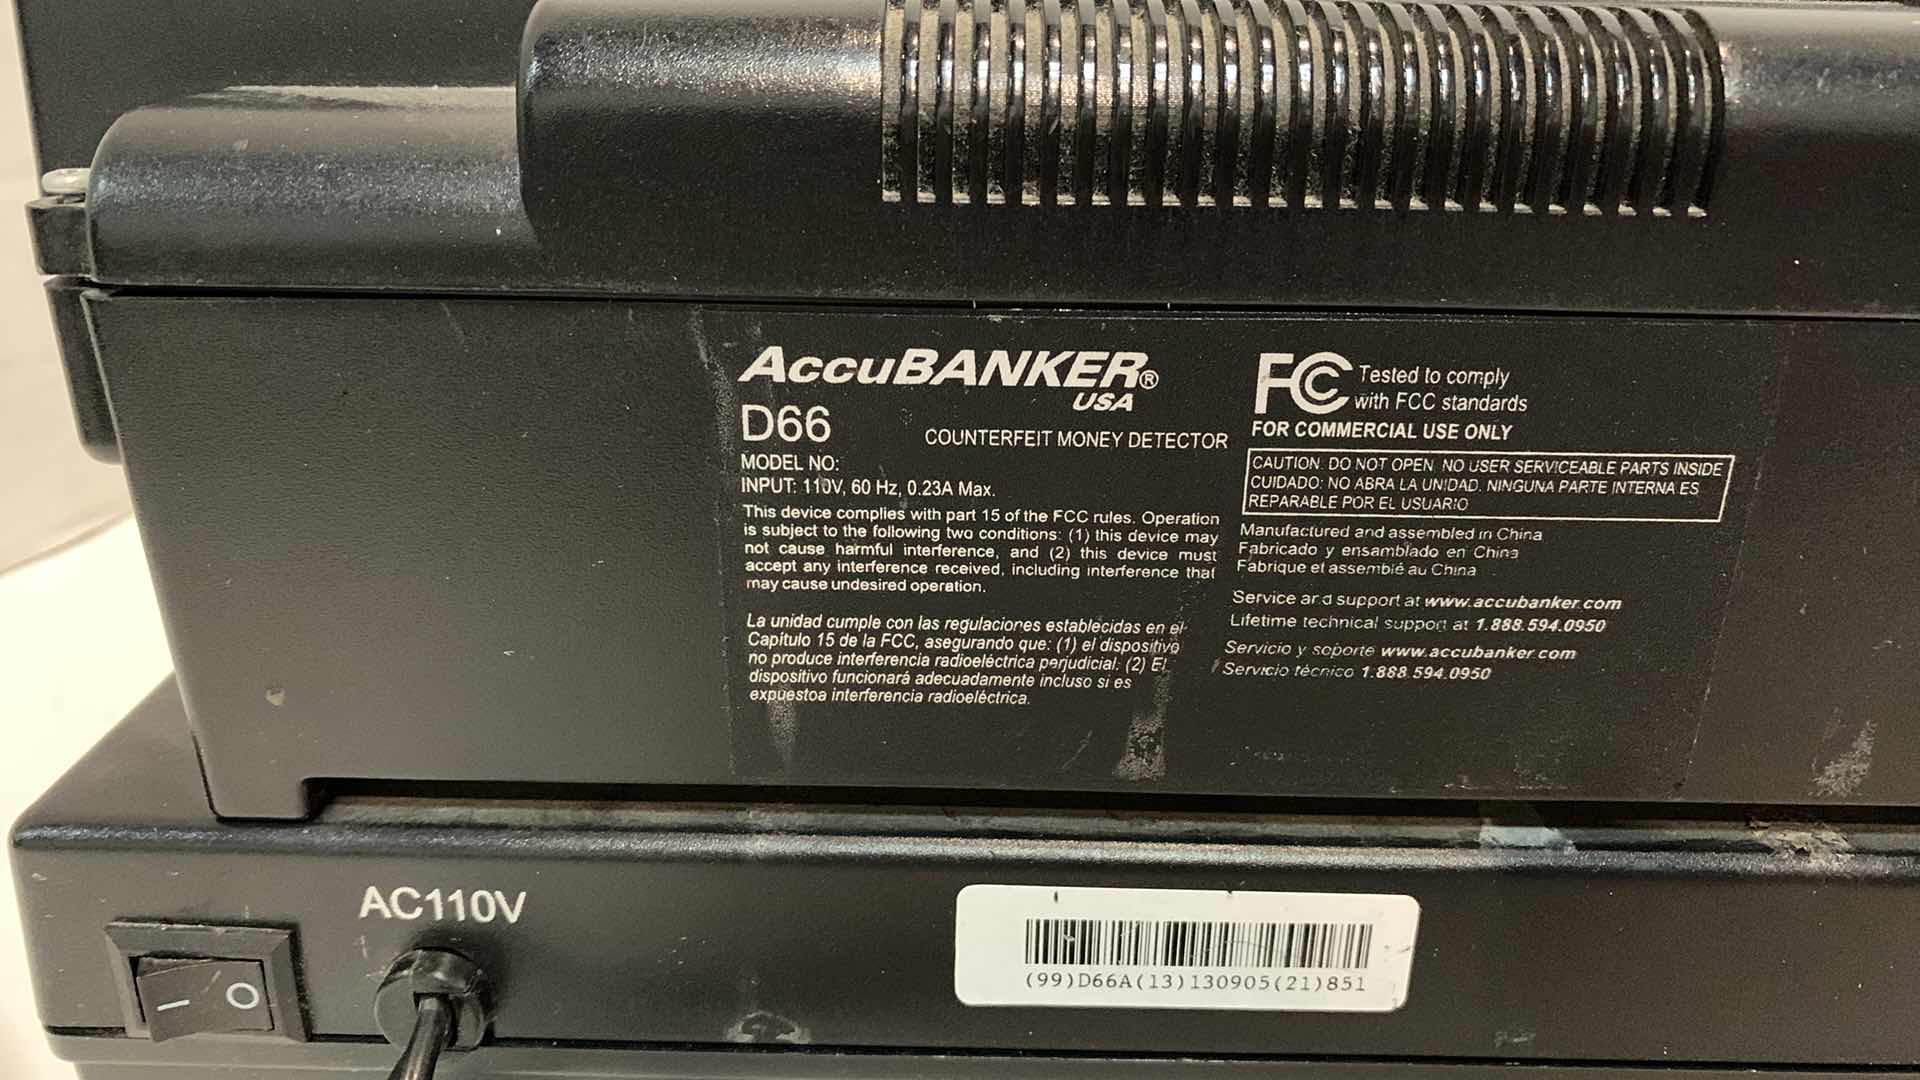 AccuBANKER®
USA
D66
COUNTERFEIT MONEY DETECTOR
MODEL NO:
INPUT: 110V, 60 Hz, 0.23A Max.
This device complies with part 15 of the FCC rules. Operation
is subject to the following two conditions: (1) this device may
not cause harmful interference, and (2) this device must
accept any interference received, including interference that
may cause undesired operation.
La unidad cumple con las regulaciones establecidas en el
Capítulo 15 de la FCC, asegurando que: (1) el dispositivo
no produce interferencia radioeléctrica perjudicial: (2) El
dispositivo funcionará adecuadamente incluso si es
expuestoa interferencia radioeléctrica.
FC Tested to comply
with FCC standards
FOR COMMERCIAL USE ONLY
CAUTION: DO NOT OPEN. NO USER SERVICEABLE PARTS INSIDE
CUIDADO: NO ABRA LA UNIDAD. NINGUNA PARTE INTERNA ES
REPARABLE POR EL USUARIO
Manufactured and assembled in China
Fabricado y ensamblado en China
Fabrique et assemblé au China
Service and support at www.accubanker.com
Lifetime technical support at 1.888.594.0950
Servicio y soporte www.accubanker.com
Servicio técnico 1.888.594.0950
AC110V
(99)D66A(13)130905(21)851